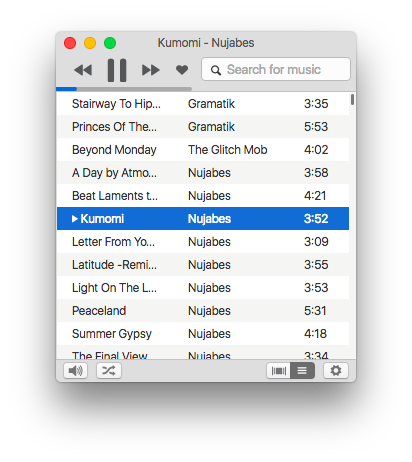 Kumomi - Nujabes
Search for music
Stairway To Hip... Gramatik 3:35
Princes Of The... Gramatik 5:53
Beyond Monday The Glitch Mob 4:02
A Day by Atmo... Nujabes 3:58
Beat Laments t... Nujabes 4:21
Kumomi Nujabes 3:52
Letter From Yo... Nujabes 3:09
Latitude -Remi... Nujabes 3:55
Light On The L... Nujabes 3:53
Peaceland Nujabes 5:31
Summer Gypsy Nujabes 4:18
The Final View Nujabes 3:34